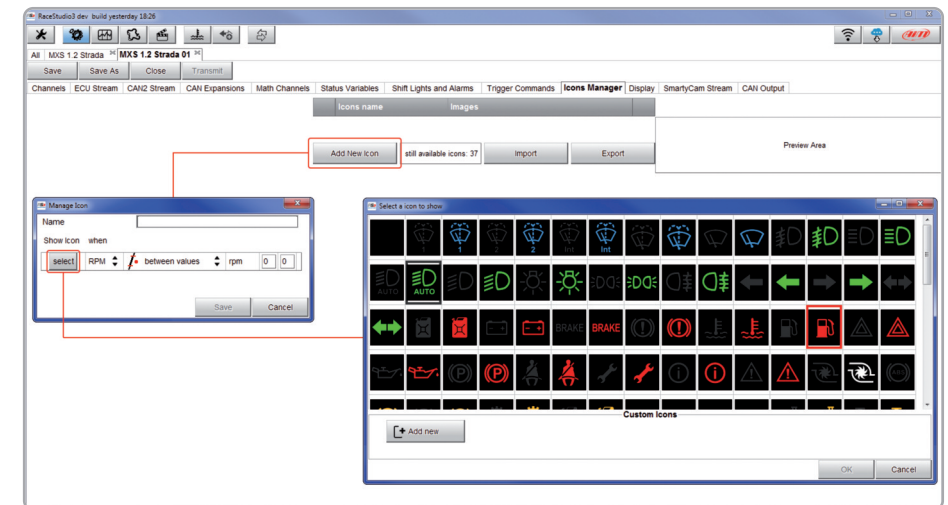 RaceStudio3 dev build yesterday 18:26
AiM
All MXS 1.2 Strada MXS 1.2 Strada 01
Save Save As Close Transmit
Channels ECU Stream CAN2 Stream CAN Expansions Math Channels Status Variables Shift Lights and Alarms Trigger Commands Icons Manager Display SmartyCam Stream CAN Output
Icons name Images
Add New Icon still available icons: 37 Import Export
Preview Area
Manage Icon
Name
Show Icon when
select RPM between values rpm 0 0
Save Cancel
Select a icon to show
1 1 2 2 Int Int
AUTO AUTO
BRAKE BRAKE
(ABS)
Custom Icons
Add new
OK Cancel